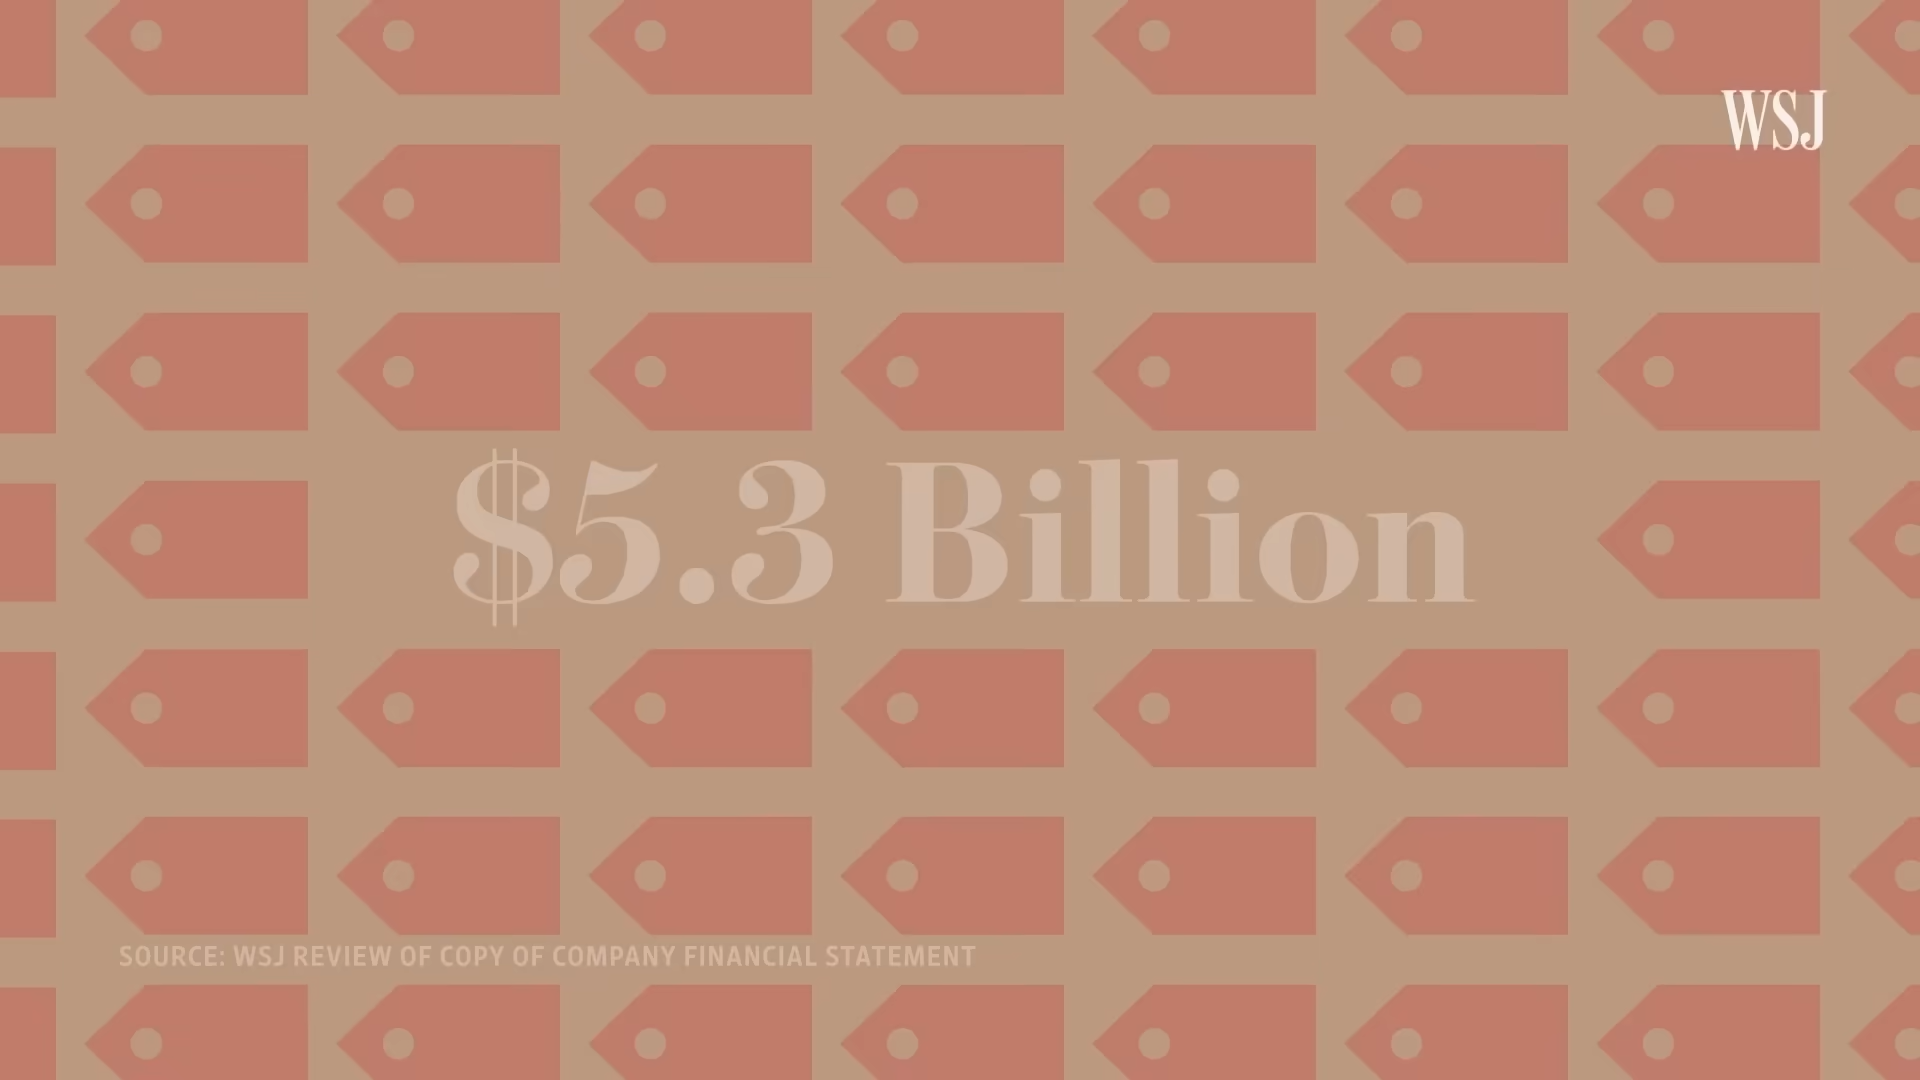 WSJ
$5.3 Billion
SOURCE: WSJ REVIEW OF COPY OF COMPANY FINANCIAL STATEMENT